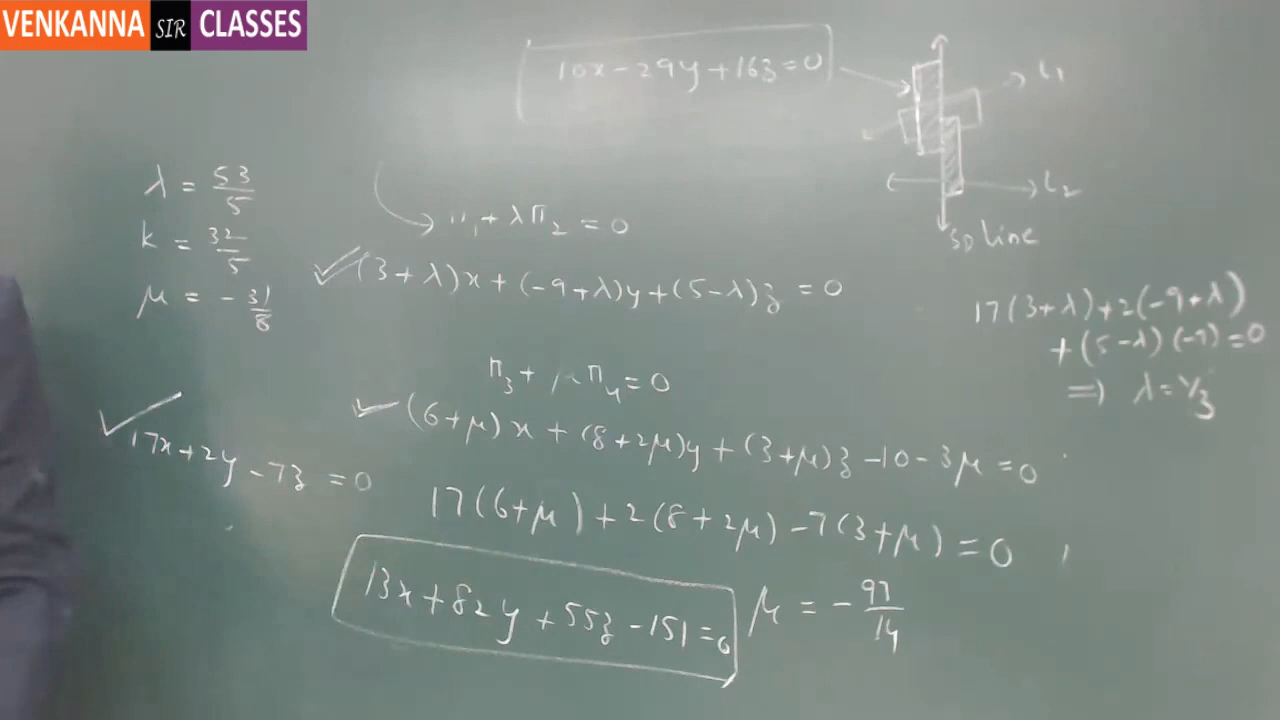 VENKANNA SIR CLASSES
10x - 29y + 16z = 0
L1
L2
SD line
λ = 53/5
k = 32/5
μ = - 31/8
π1 + λπ2 = 0
(3+λ)x + (-9+λ)y + (5-λ)z = 0
17(3+λ) + 2(-9+λ)
+ (5-λ)(-7) = 0
=> λ = 1/3
π3 + μπ4 = 0
(6+μ)x + (8+2μ)y + (3+μ)z - 10 - 3μ = 0
17x + 2y - 7z = 0
17(6+μ) + 2(8+2μ) - 7(3+μ) = 0
13x + 82y + 55z - 151 = 0
μ = - 97/14